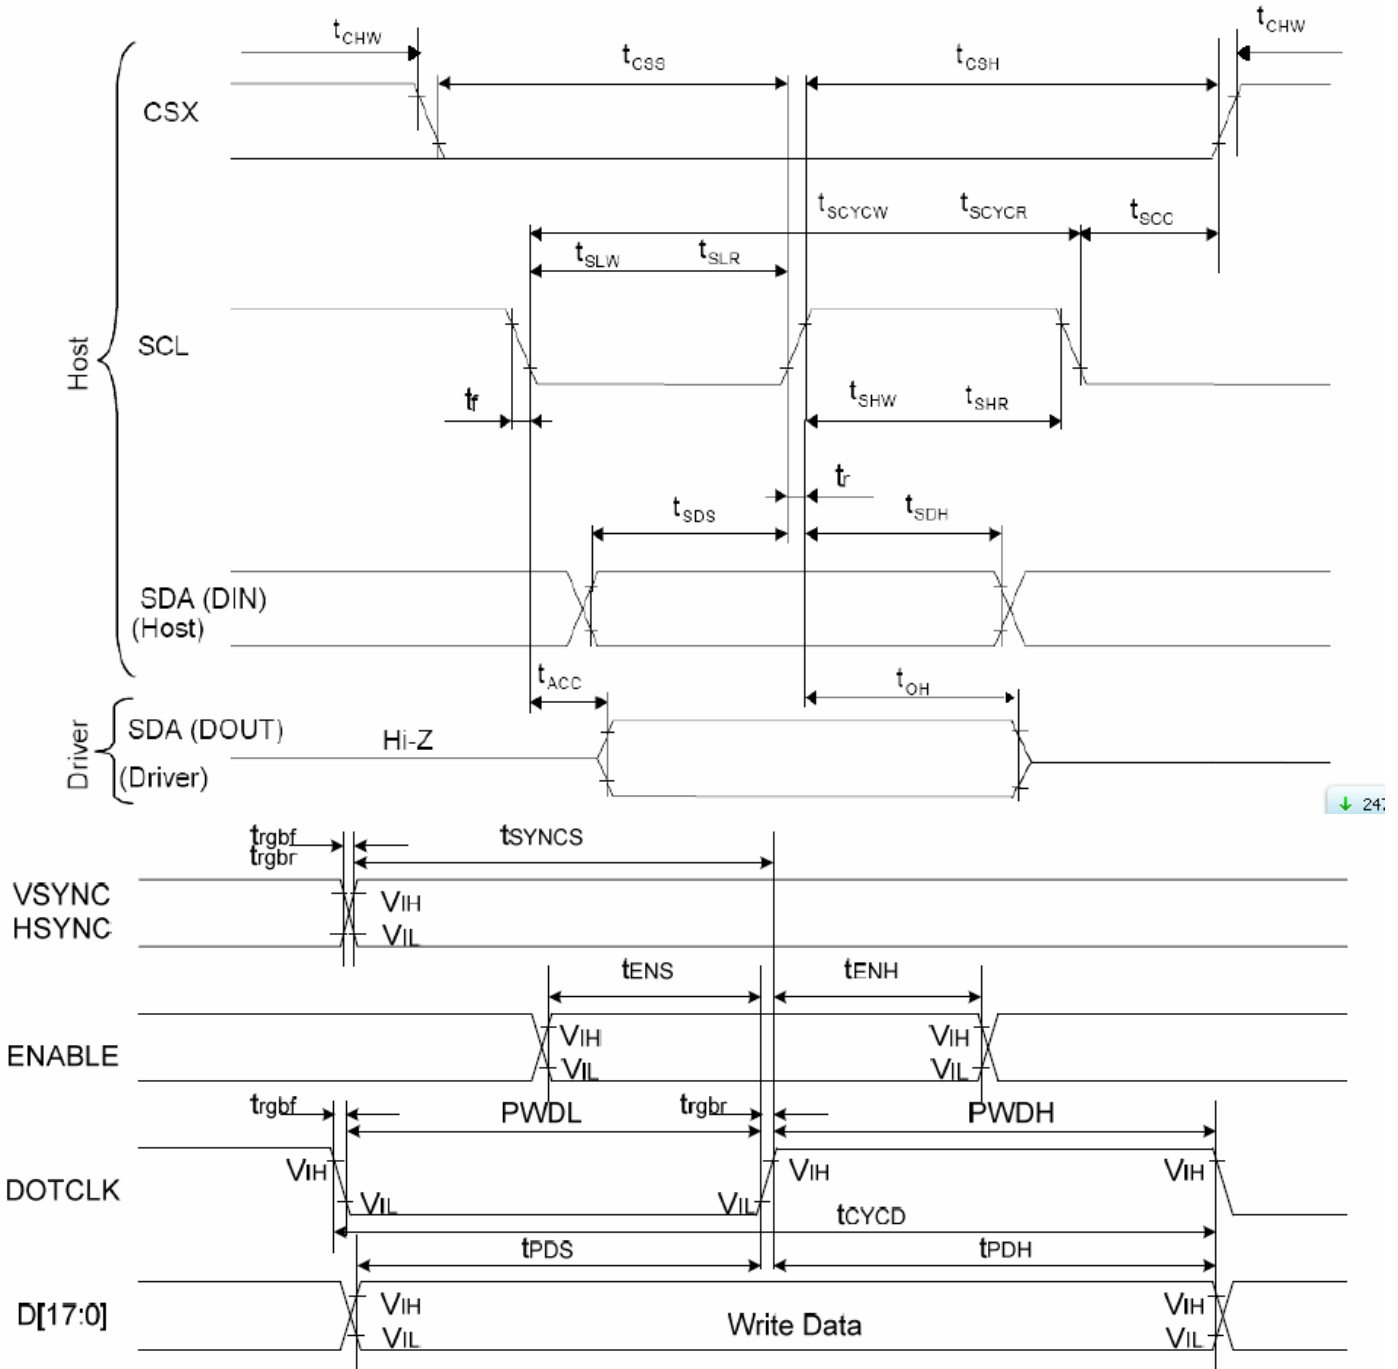 tCHW
tCHW
tCSS
tCSH
CSX
tSCYCW
tSCYCR
tSCC
tSLW
tSLR
SCL
Host
tf
tSHW
tSHR
tr
tSDS
tSDH
SDA (DIN)
(Host)
tACC
tOH
SDA (DOUT)
Hi-Z
Driver
(Driver)
247
trgbf
trgbr
tSYNCS
VSYNC
HSYNC
VIH
VIL
tENS
tENH
ENABLE
VIH
VIL
VIH
VIL
trgbf
PWDL
trgbr
PWDH
DOTCLK
VIH
VIL
VIL
VIH
VIH
tCYCD
tPDS
tPDH
D[17:0]
VIH
VIL
Write Data
VIH
VIL